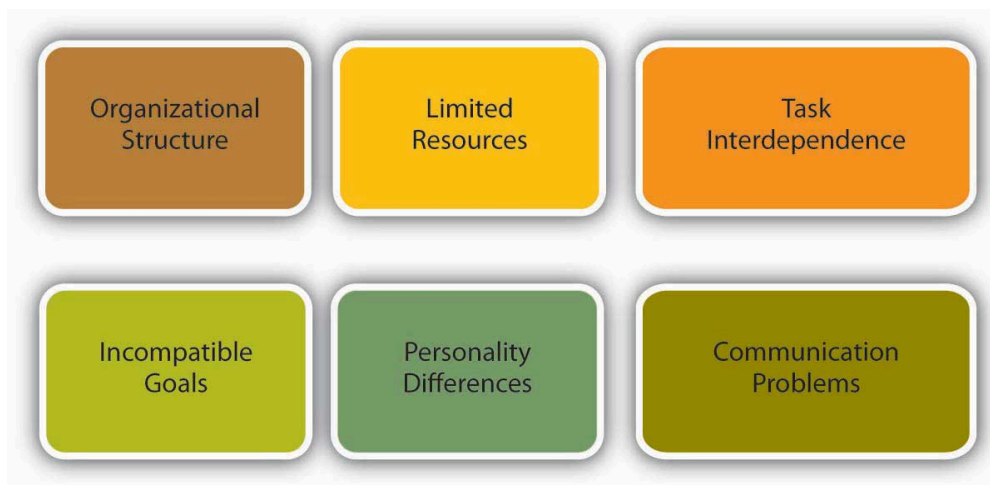 Organizational
Structure
Limited
Resources
Task
Interdependence
Incompatible
Goals
Personality
Differences
Communication
Problems